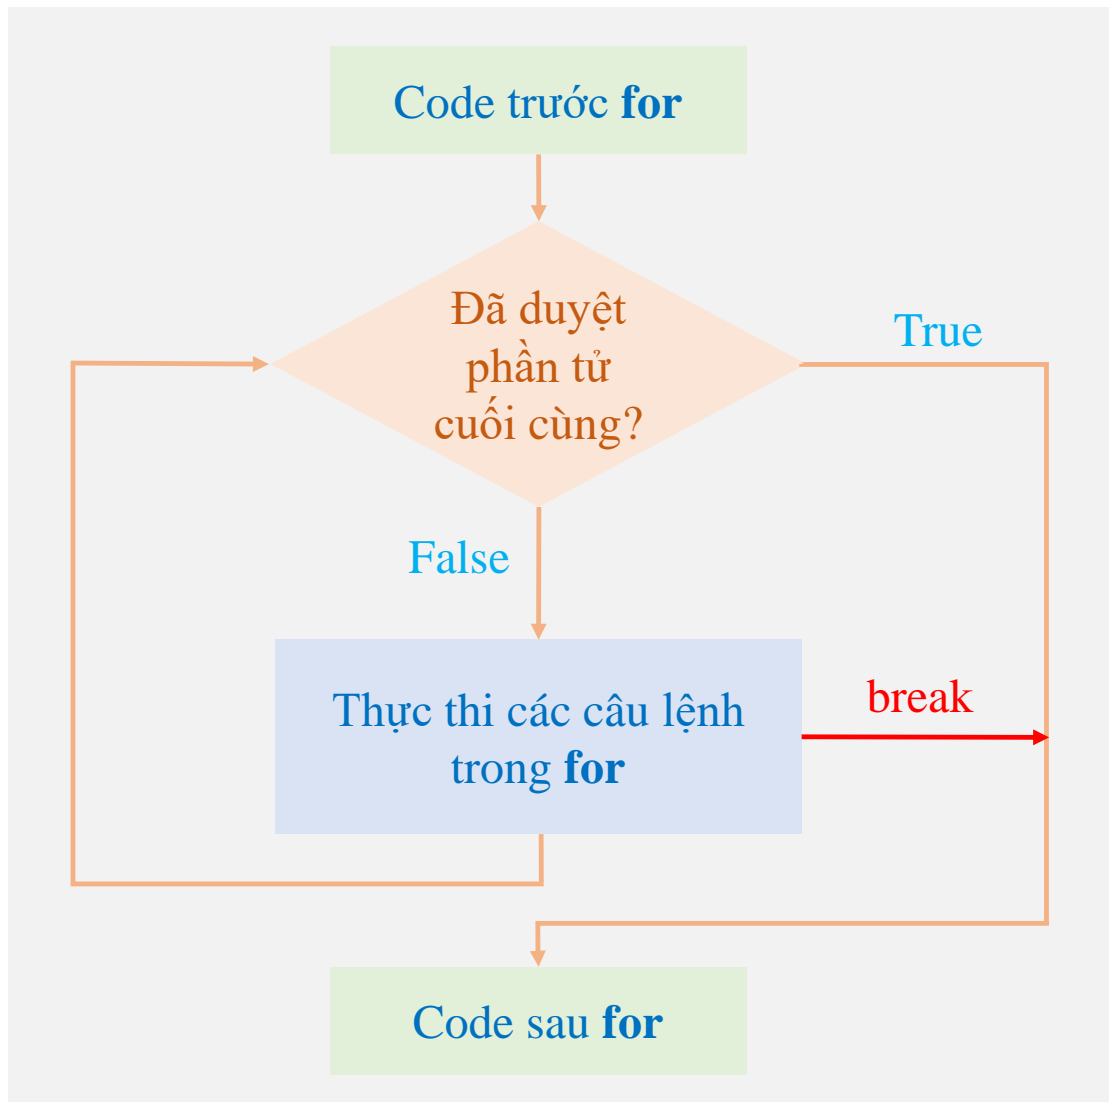 Code trước for
Đã duyệt
phần tử
cuối cùng?
True
False
Thực thi các câu lệnh
trong for
break
Code sau for